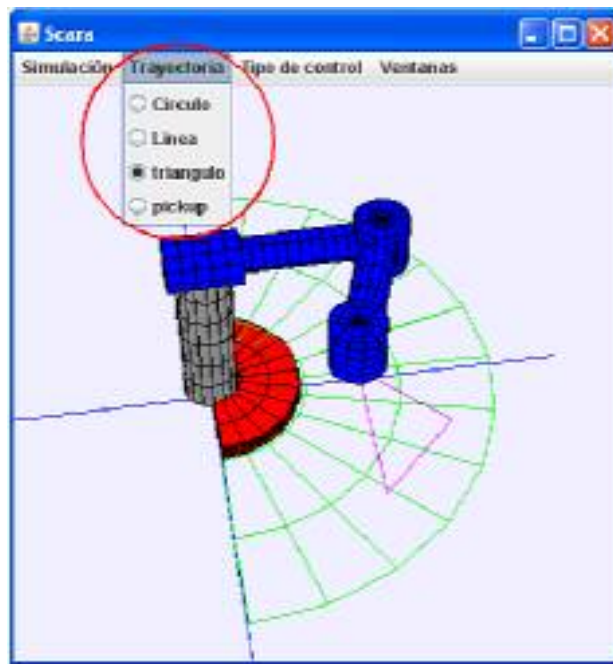 Scara
Simulación Trayectoria Tipo de control Ventanas
Circulo
Linea
triangulo
pickup